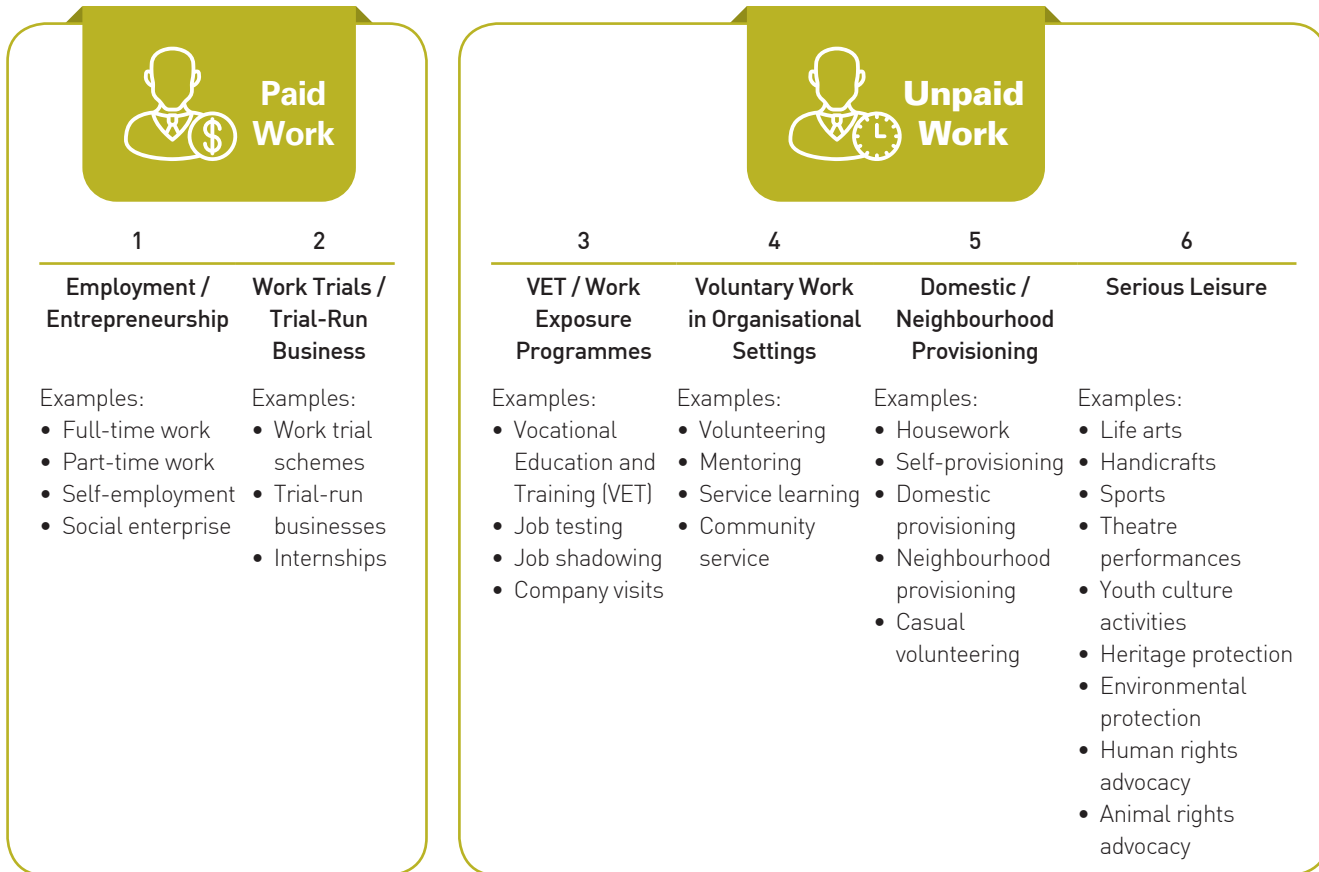 Paid
Work
$
1
2
Employment /
Entrepreneurship
Work Trials /
Trial-Run
Business
Examples:
• Full-time work
• Part-time work
• Self-employment
• Social enterprise
Examples:
• Work trial
schemes
• Trial-run
businesses
• Internships
Unpaid
Work
3
4
5
6
VET / Work
Exposure
Programmes
Voluntary Work
in Organisational
Settings
Domestic /
Neighbourhood
Provisioning
Serious Leisure
Examples:
• Vocational
Education and
Training (VET)
• Job testing
• Job shadowing
• Company visits
Examples:
• Volunteering
• Mentoring
• Service learning
• Community
service
Examples:
• Housework
• Self-provisioning
• Domestic
provisioning
• Neighbourhood
provisioning
• Casual
volunteering
Examples:
• Life arts
• Handicrafts
• Sports
• Theatre
performances
• Youth culture
activities
• Heritage protection
• Environmental
protection
• Human rights
advocacy
• Animal rights
advocacy